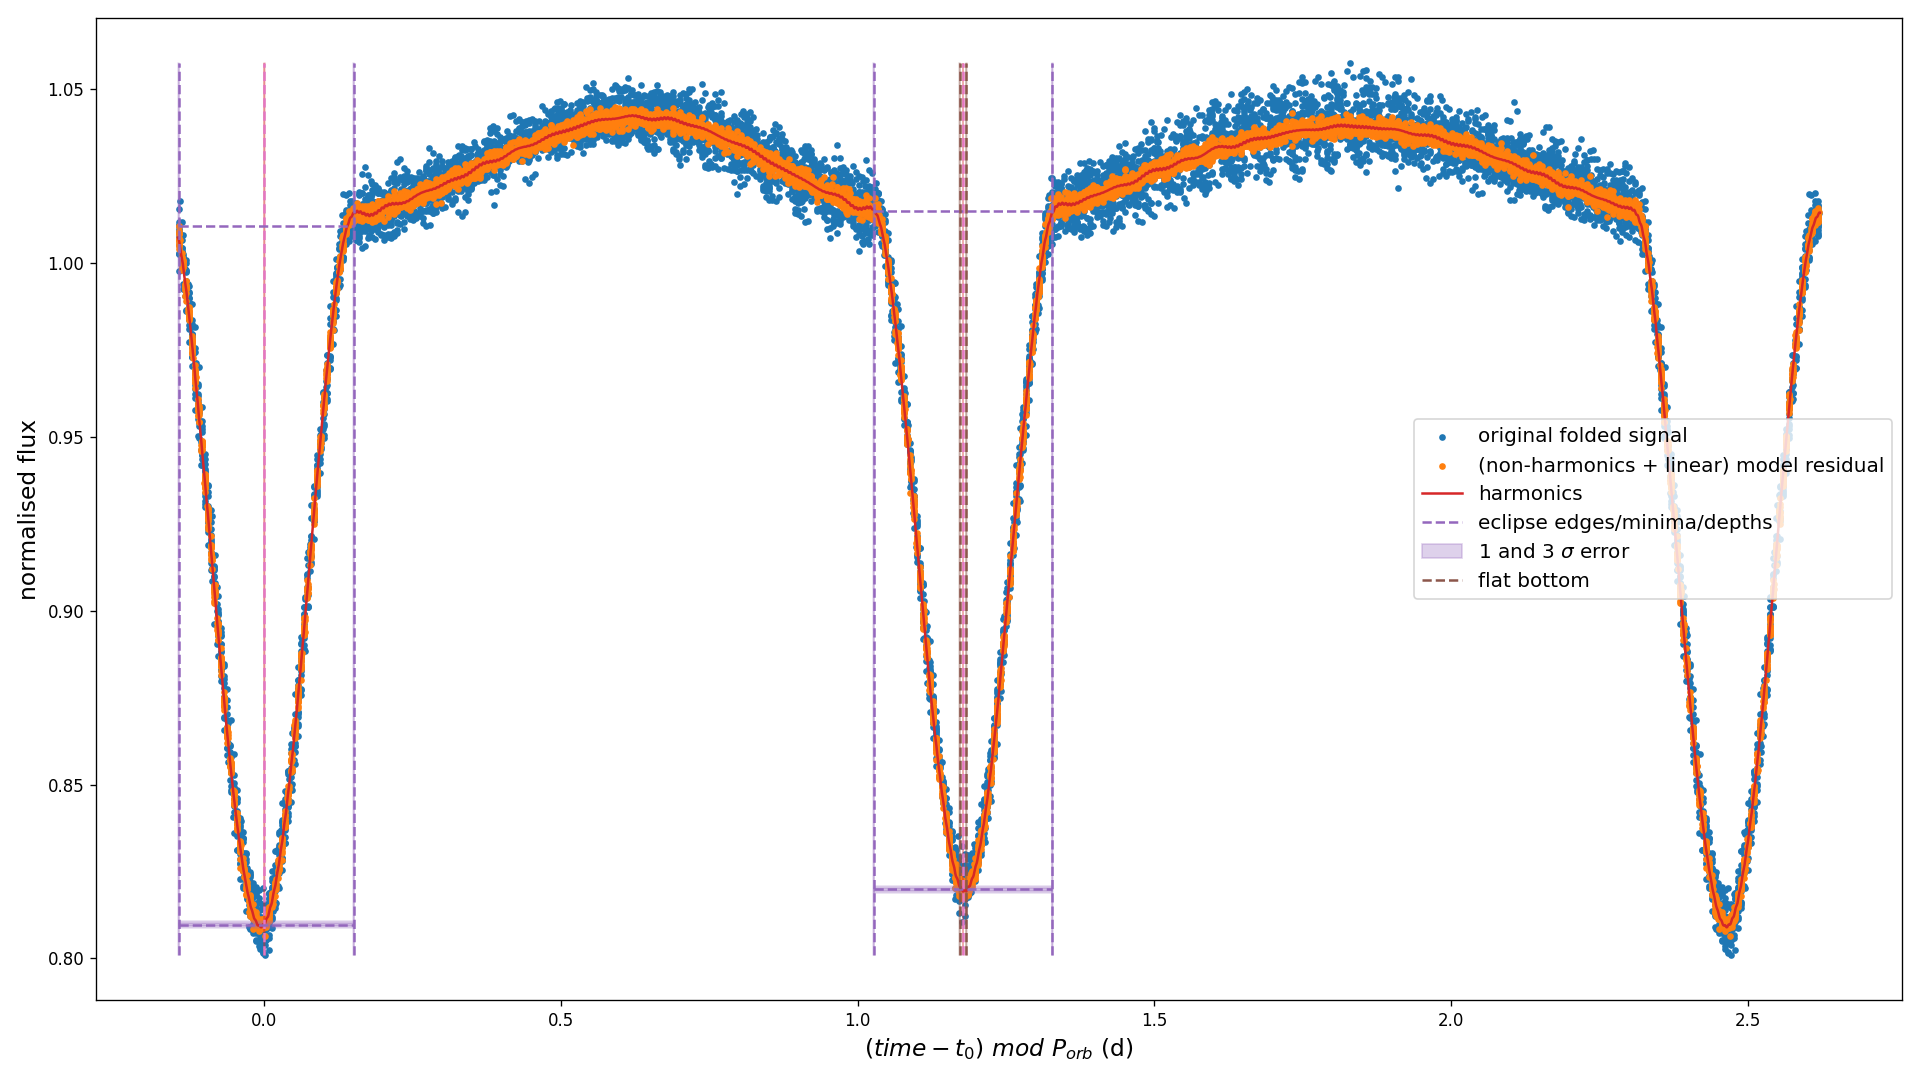 normalised flux
1.05
1.00
0.95
0.90
0.85
0.80
original folded signal
(non-harmonics + linear) model residual
harmonics
eclipse edges/minima/depths
1 and 3 σ error
flat bottom
0.0 0.5 1.0 1.5 2.0 2.5
(time − t₀) mod Pₒᵣb (d)